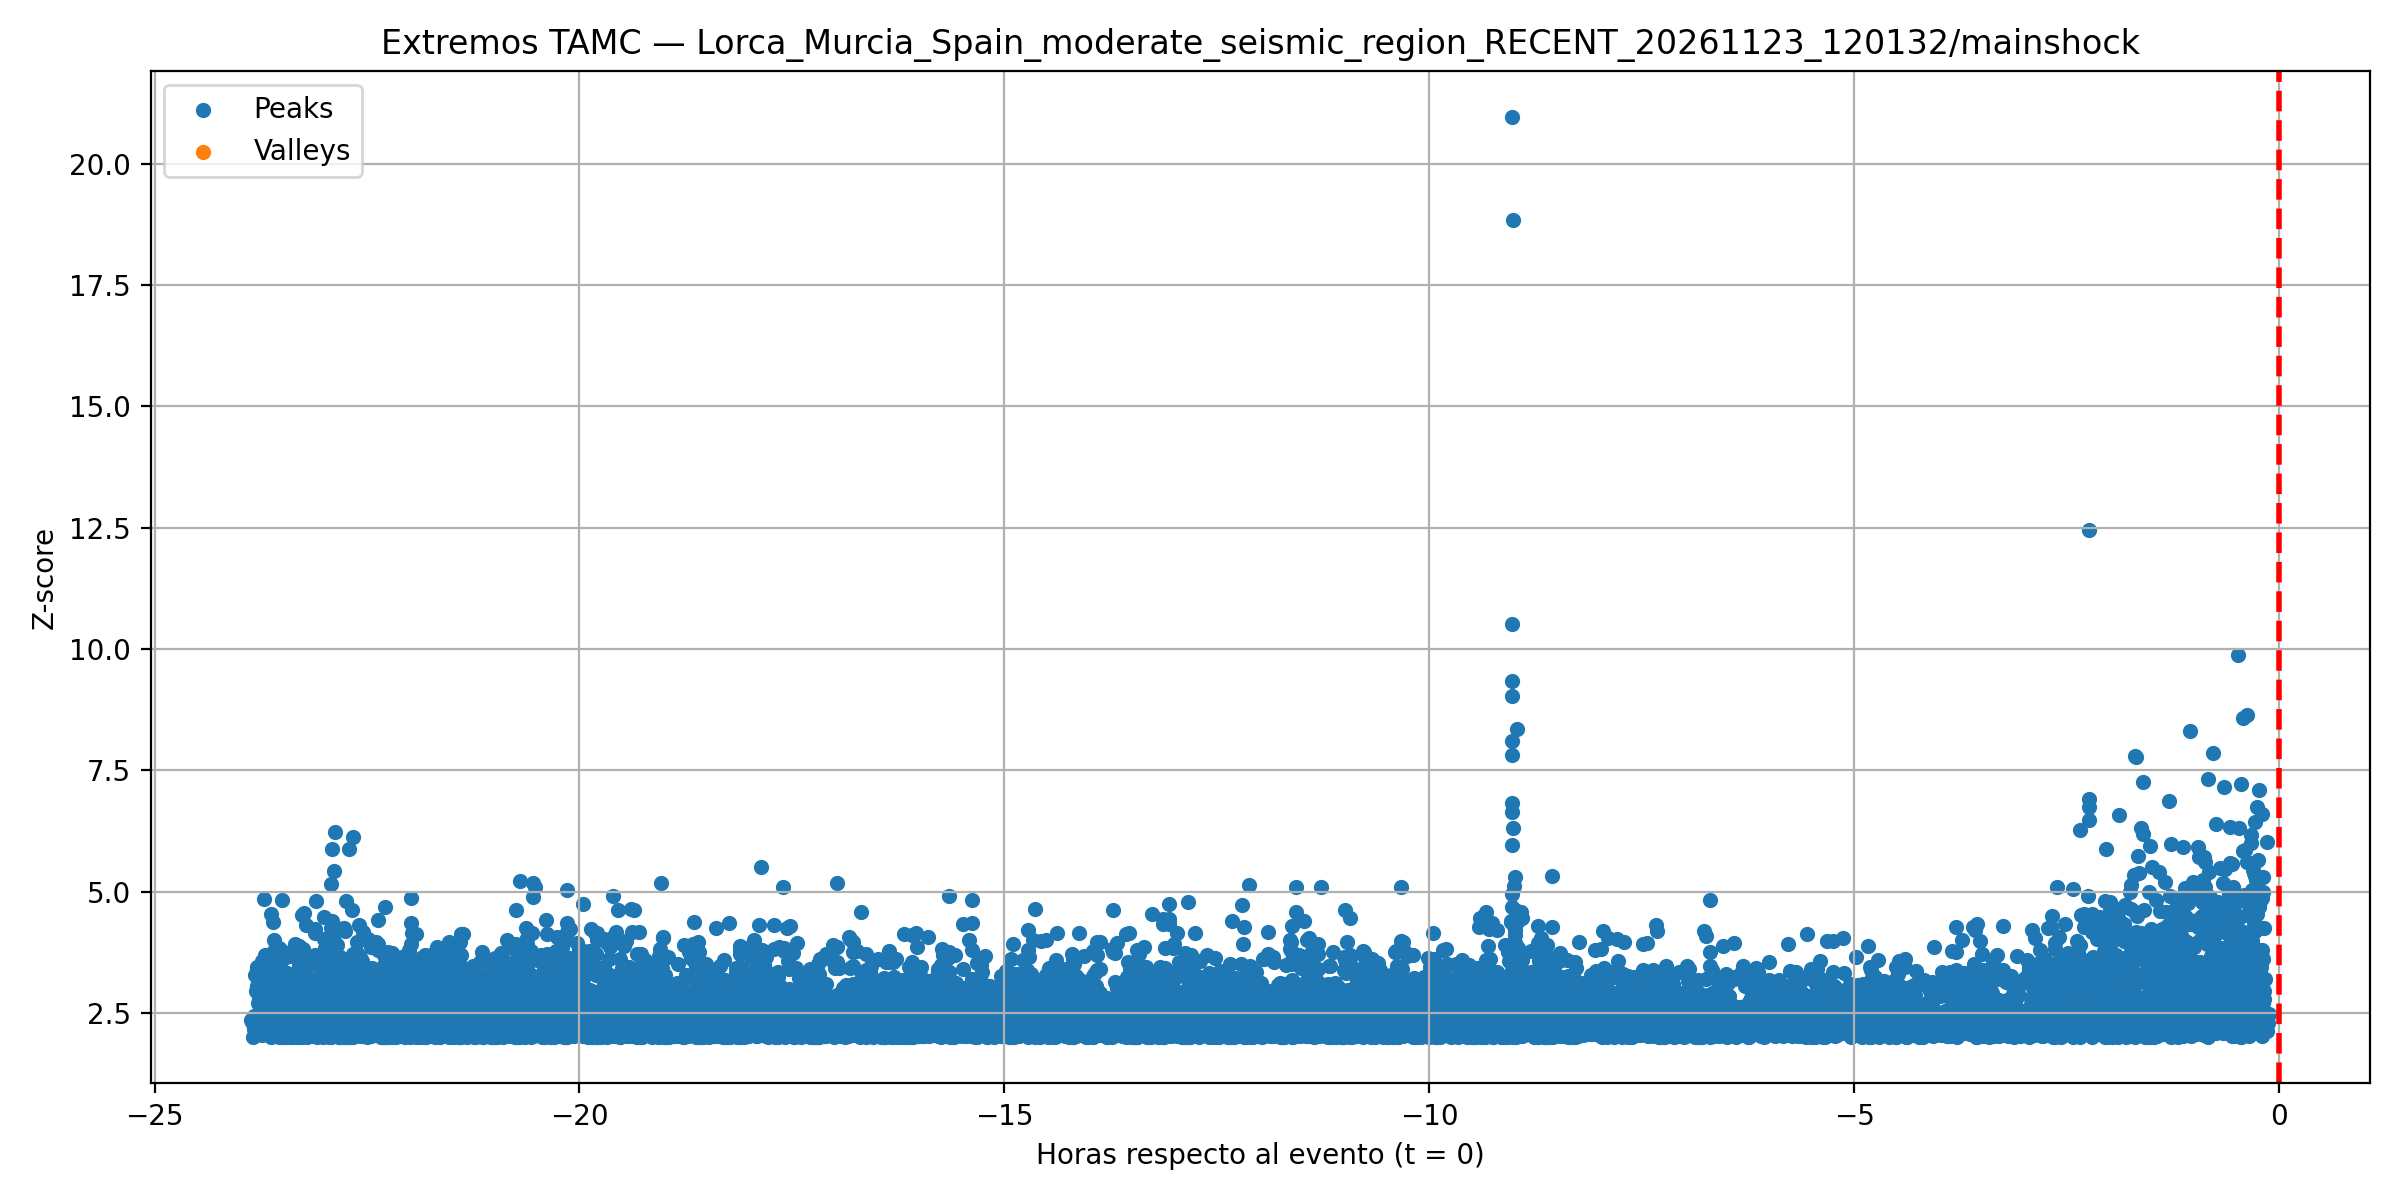 Extremos TAMC — Lorca_Murcia_Spain_moderate_seismic_region_RECENT_20261123_120132/mainshock
Peaks
Valleys
20.0
17.5
15.0
12.5
10.0
7.5
5.0
2.5
Z-score
−25
−20
−15
−10
−5
0
Horas respecto al evento (t = 0)